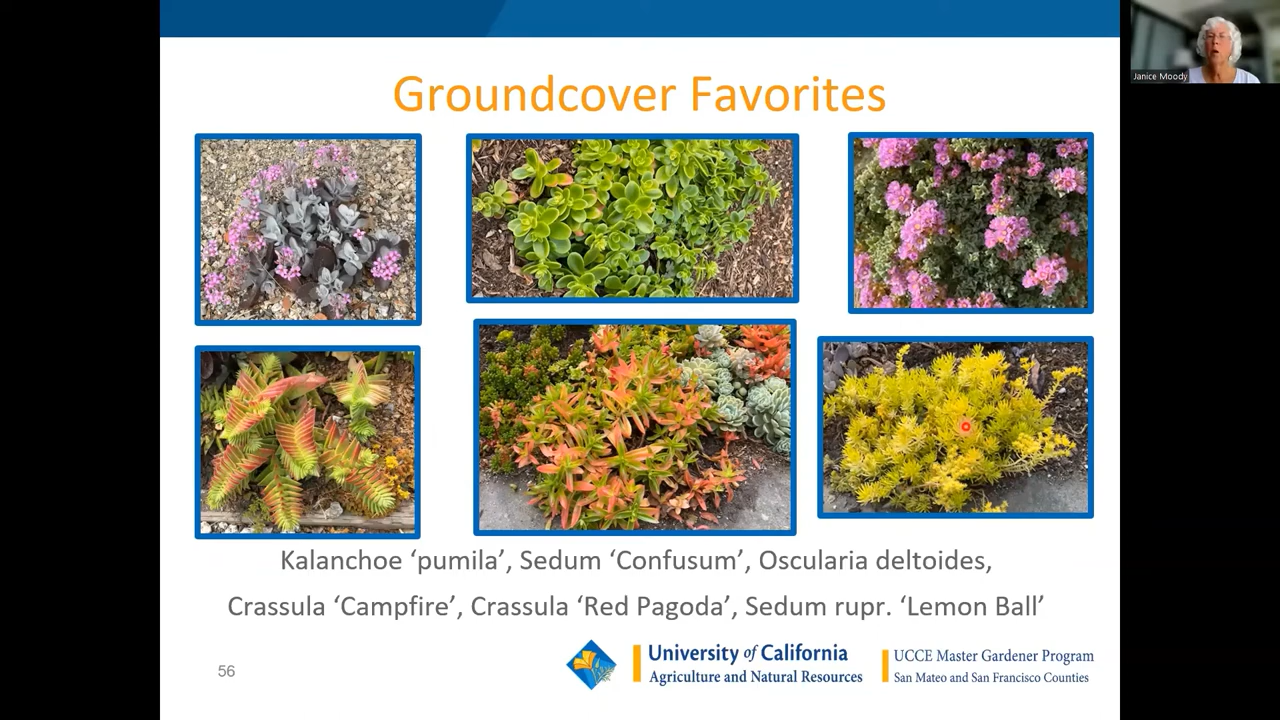 Groundcover Favorites
Janice Moody
Kalanchoe ‘pumila’, Sedum ‘Confusum’, Oscularia deltoides,
Crassula ‘Campfire’, Crassula ‘Red Pagoda’, Sedum rupr. ‘Lemon Ball’
56
University of California
Agriculture and Natural Resources
UCCE Master Gardener Program
San Mateo and San Francisco Counties